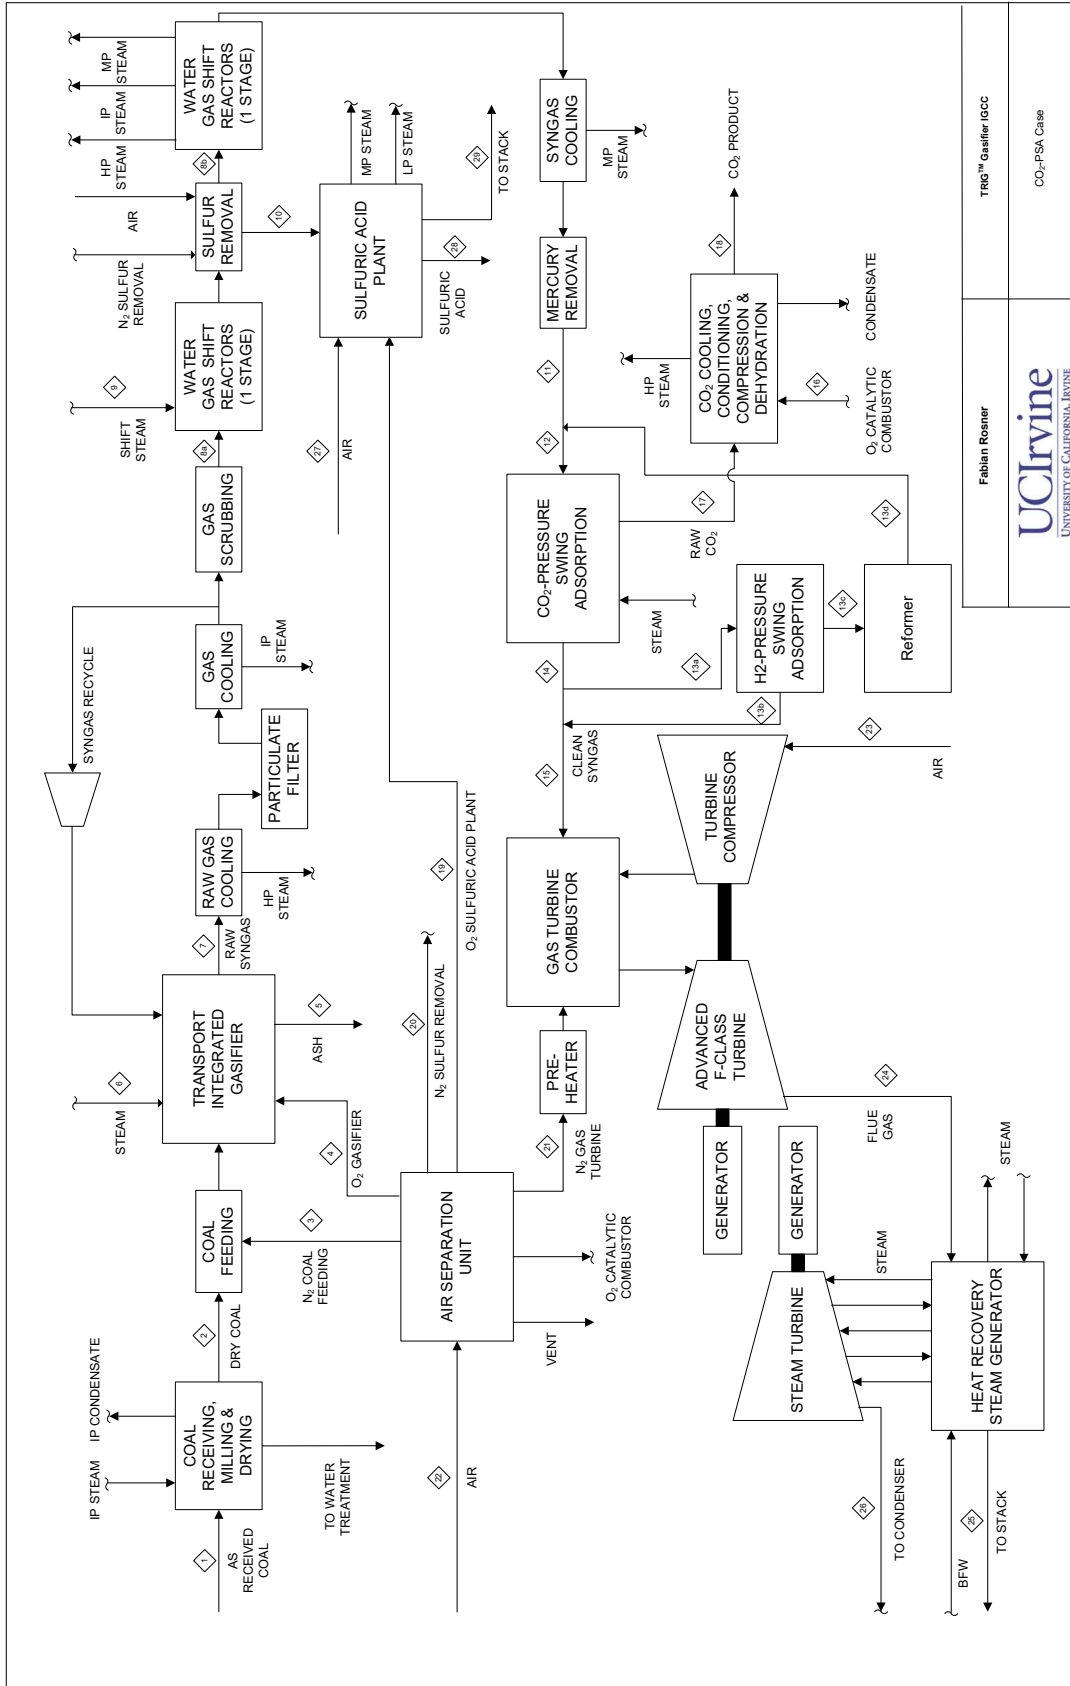 1
AS
RECEIVED
COAL
IP STEAM
IP CONDENSATE
COAL
RECEIVING,
MILLING &
DRYING
TO WATER
TREATMENT
2
DRY COAL
COAL
FEEDING
3
N2 COAL
FEEDING
4
O2 GASIFIER
6
STEAM
TRANSPORT
INTEGRATED
GASIFIER
5
ASH
7
RAW
SYNGAS
RAW GAS
COOLING
HP
STEAM
PARTICULATE
FILTER
SYNGAS RECYCLE
GAS
COOLING
IP
STEAM
GAS
SCRUBBING
8a
9
SHIFT
STEAM
WATER
GAS SHIFT
REACTORS
(1 STAGE)
N2 SULFUR
REMOVAL
AIR
SULFUR
REMOVAL
8b
10
HP
STEAM
IP
STEAM
MP
STEAM
WATER
GAS SHIFT
REACTORS
(1 STAGE)
22
AIR
AIR SEPARATION
UNIT
VENT
O2 CATALYTIC
COMBUSTOR
20
N2 SULFUR REMOVAL
19
O2 SULFURIC ACID PLANT
27
AIR
SULFURIC ACID
PLANT
MP STEAM
LP STEAM
29
TO STACK
28
SULFURIC
ACID
21
N2 GAS
TURBINE
PRE-
HEATER
GAS TURBINE
COMBUSTOR
15
CLEAN
SYNGAS
14
CO2-PRESSURE
SWING
ADSORPTION
STEAM
12
11
MERCURY
REMOVAL
SYNGAS
COOLING
MP
STEAM
17
RAW
CO2
CO2 COOLING,
CONDITIONING,
COMPRESSION &
DEHYDRATION
HP
STEAM
18
CO2 PRODUCT
16
O2 CATALYTIC
COMBUSTOR
CONDENSATE
13a
13b
H2-PRESSURE
SWING
ADSORPTION
13c
Reformer
13d
GENERATOR
ADVANCED
F-CLASS
TURBINE
TURBINE
COMPRESSOR
23
AIR
24
FLUE
GAS
GENERATOR
STEAM TURBINE
STEAM
26
TO CONDENSER
HEAT RECOVERY
STEAM GENERATOR
STEAM
BFW
25
TO STACK
Fabian Rosner
TRIG™ Gasifier IGCC
UCIrvine
UNIVERSITY OF CALIFORNIA, IRVINE
CO2-PSA Case